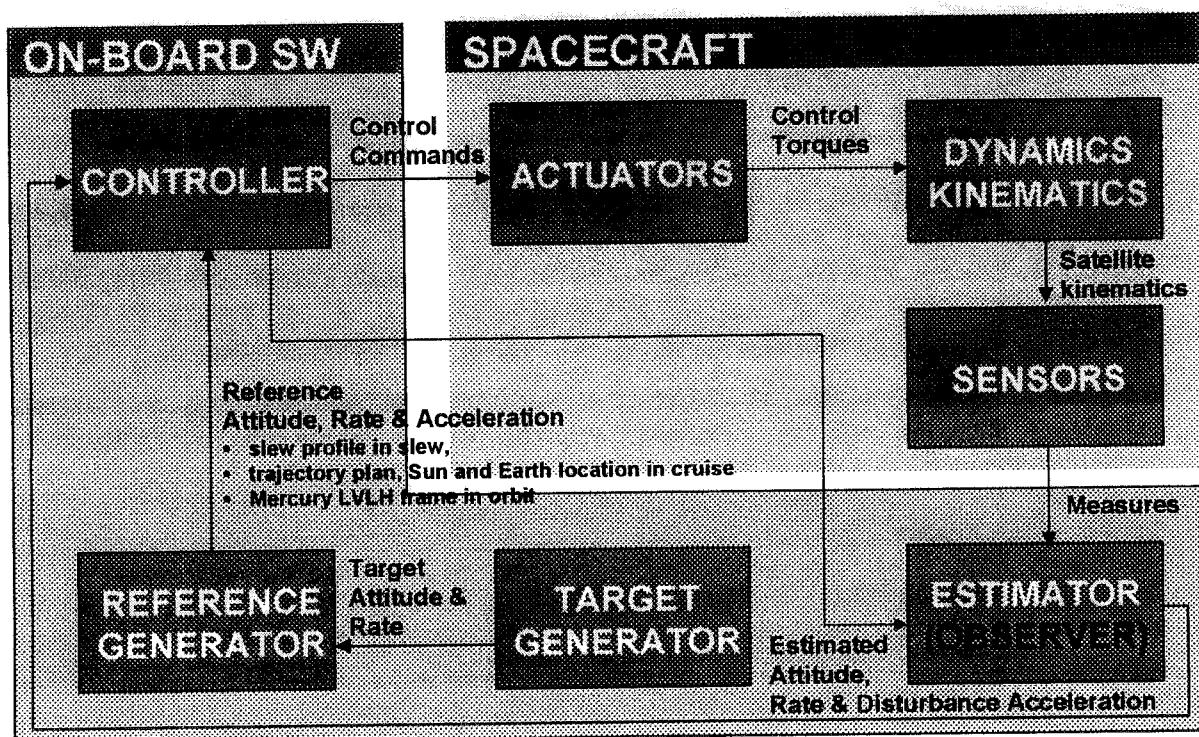 ON-BOARD SW
SPACECRAFT
CONTROLLER
Control
Commands
ACTUATORS
Control
Torques
DYNAMICS
KINEMATICS
Satellite
kinematics
SENSORS
Reference
Attitude, Rate & Acceleration
• slew profile in slew,
• trajectory plan, Sun and Earth location in cruise
• Mercury LVLH frame in orbit
Measures
REFERENCE
GENERATOR
Target
Attitude &
Rate
TARGET
GENERATOR
ESTIMATOR
(OBSERVER)
Estimated
Attitude,
Rate & Disturbance Acceleration